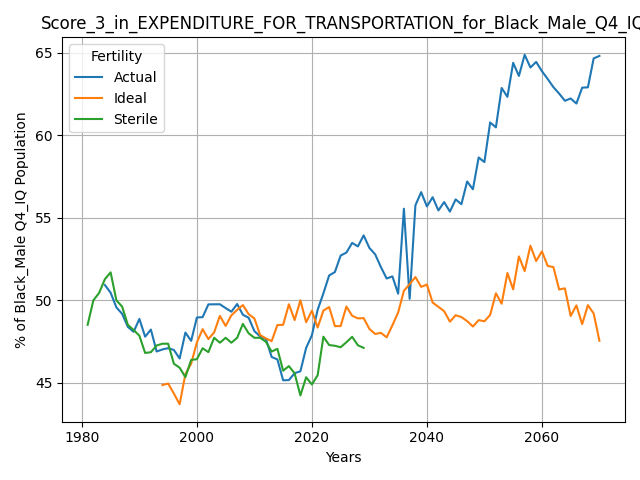 Score_3_in_EXPENDITURE_FOR_TRANSPORTATION_for_Black_Male_Q4_IQ
Fertility
Actual
Ideal
Sterile
% of Black_Male Q4_IQ Population
65
60
55
50
45
1980 2000 2020 2040 2060
Years